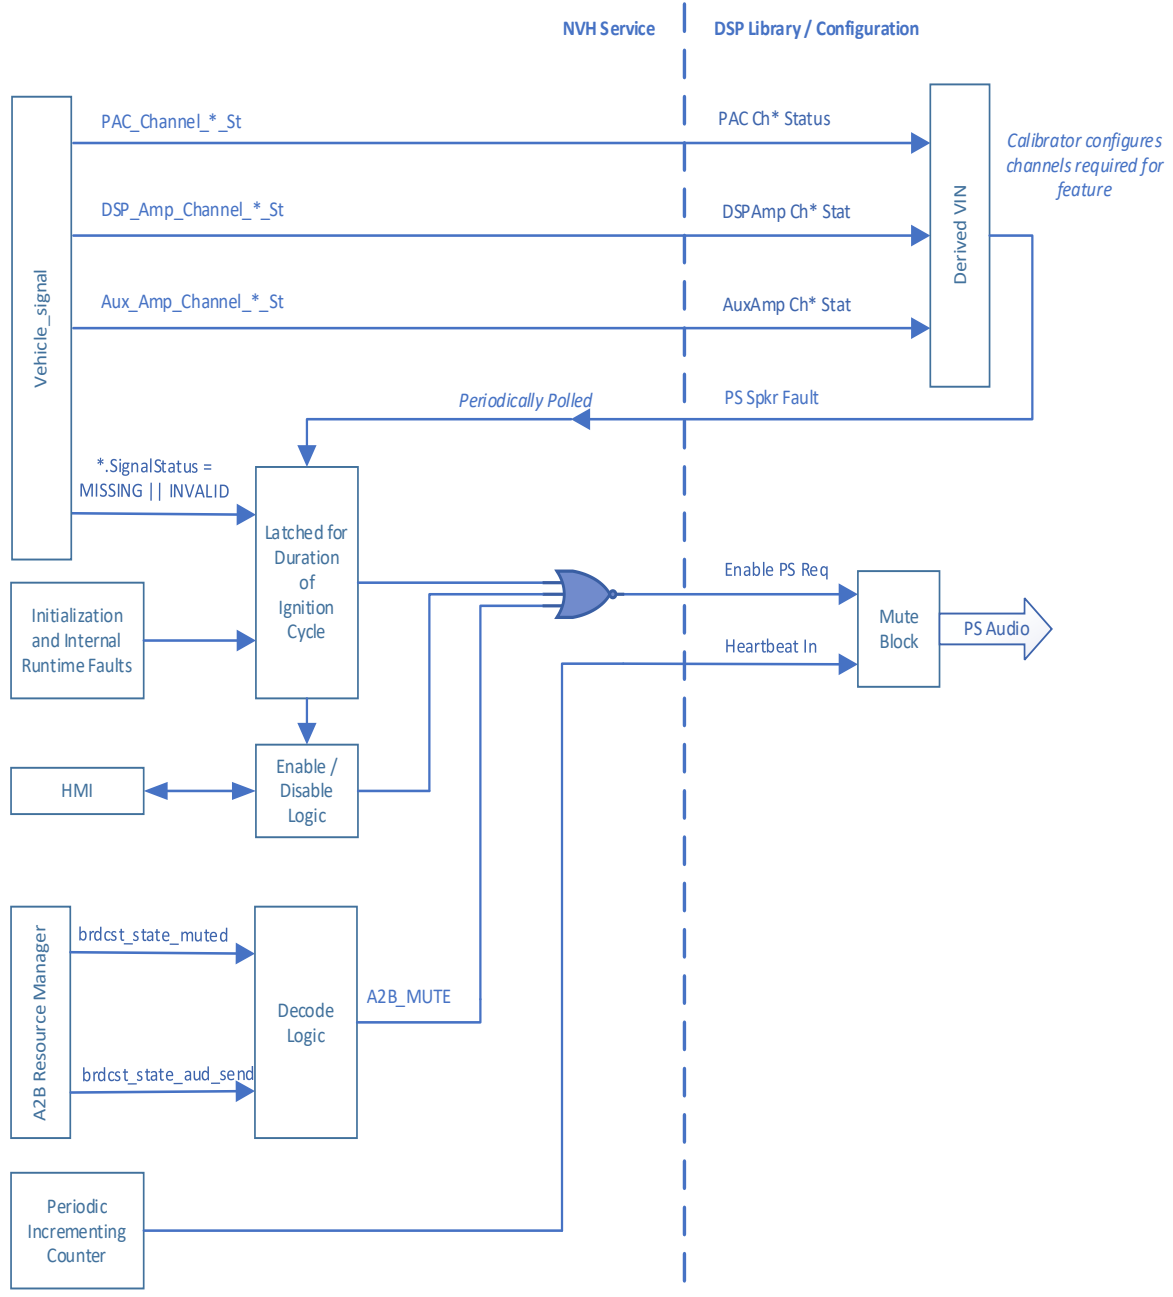 NVH Service
DSP Library / Configuration
PAC_Channel_*_St
PAC Ch* Status
Calibrator configures
channels required for
feature
DSP_Amp_Channel_*_St
DSPAmp Ch* Stat
Derived VIN
Vehicle_signal
Aux_Amp_Channel_*_St
AuxAmp Ch* Stat
Periodically Polled
PS Spkr Fault
*.SignalStatus =
MISSING || INVALID
Latched for
Duration
of
Ignition
Cycle
Enable PS Req
Initialization
and Internal
Runtime Faults
Mute
Block
PS Audio
Heartbeat In
HMI
Enable /
Disable
Logic
A2B Resource Manager
brdcst_state_muted
brdcst_state_aud_send
Decode
Logic
A2B_MUTE
Periodic
Incrementing
Counter